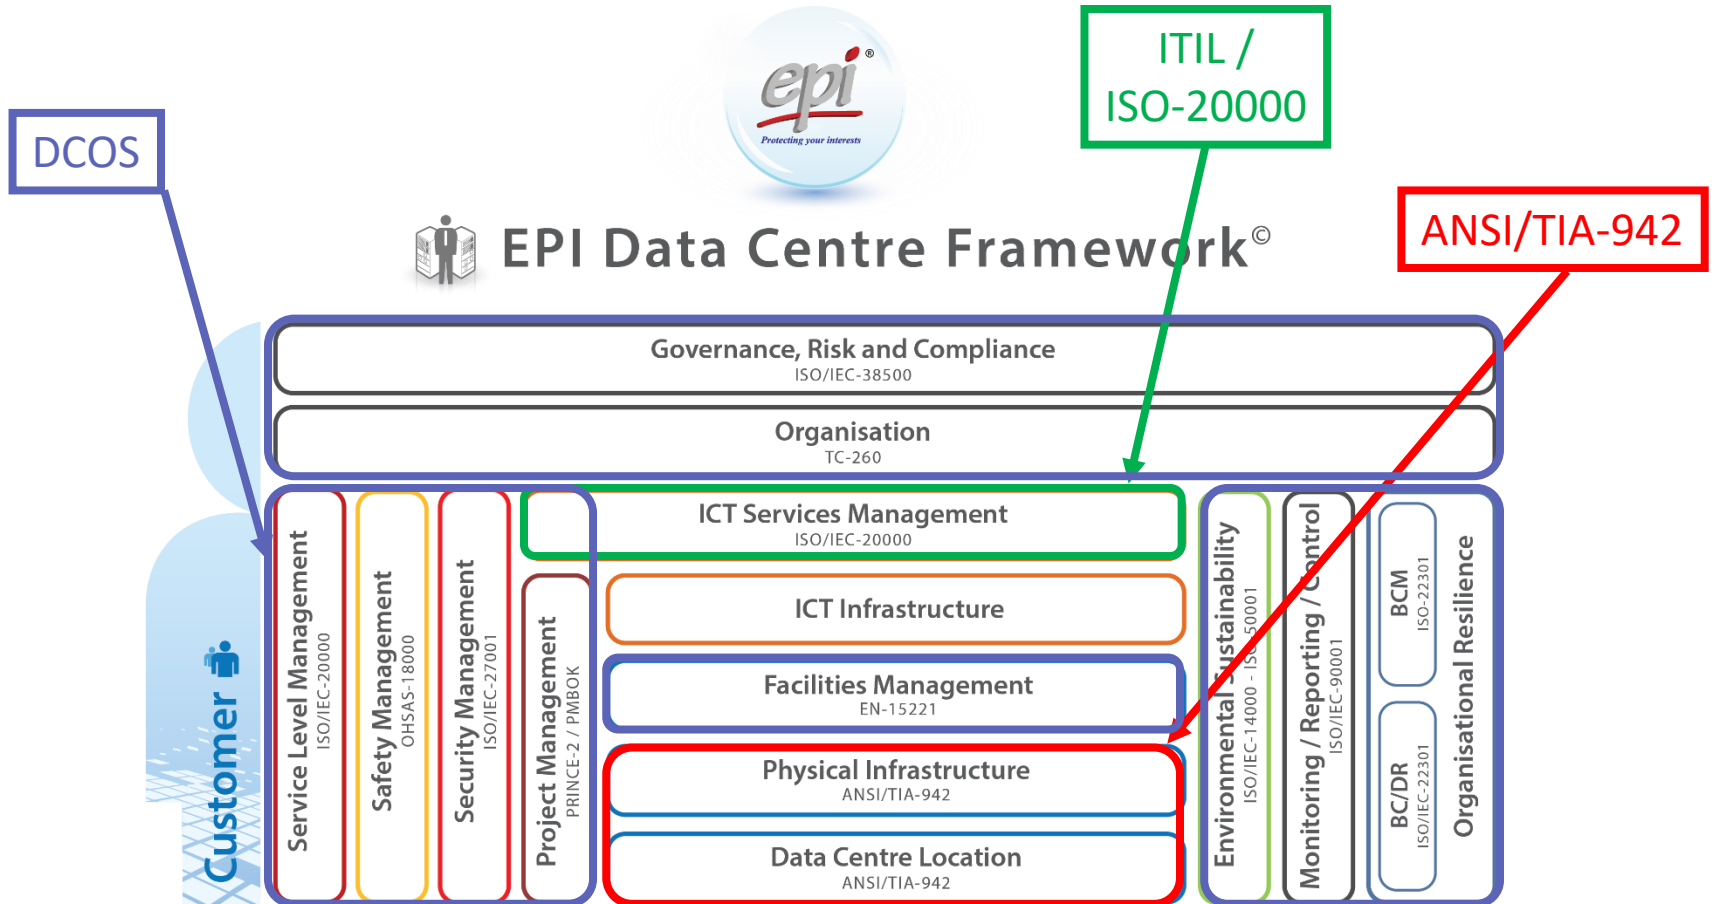 epi®
Protecting your interests
ITIL /
ISO-20000
DCOS
ANSI/TIA-942
EPI Data Centre Framework©
Governance, Risk and Compliance
ISO/IEC-38500
Organisation
TC-260
Customer
Service Level Management
ISO/IEC-20000
Safety Management
OHSAS-18000
Security Management
ISO/IEC-27001
Project Management
PRINCE-2 / PMBOK
ICT Services Management
ISO/IEC-20000
ICT Infrastructure
Facilities Management
EN-15221
Physical Infrastructure
ANSI/TIA-942
Data Centre Location
ANSI/TIA-942
Environmental Sustainability
ISO/IEC-14000 - ISO-50001
Monitoring / Reporting / Control
ISO/IEC-90001
BCM
ISO-22301
BC/DR
ISO/IEC-22301
Organisational Resilience